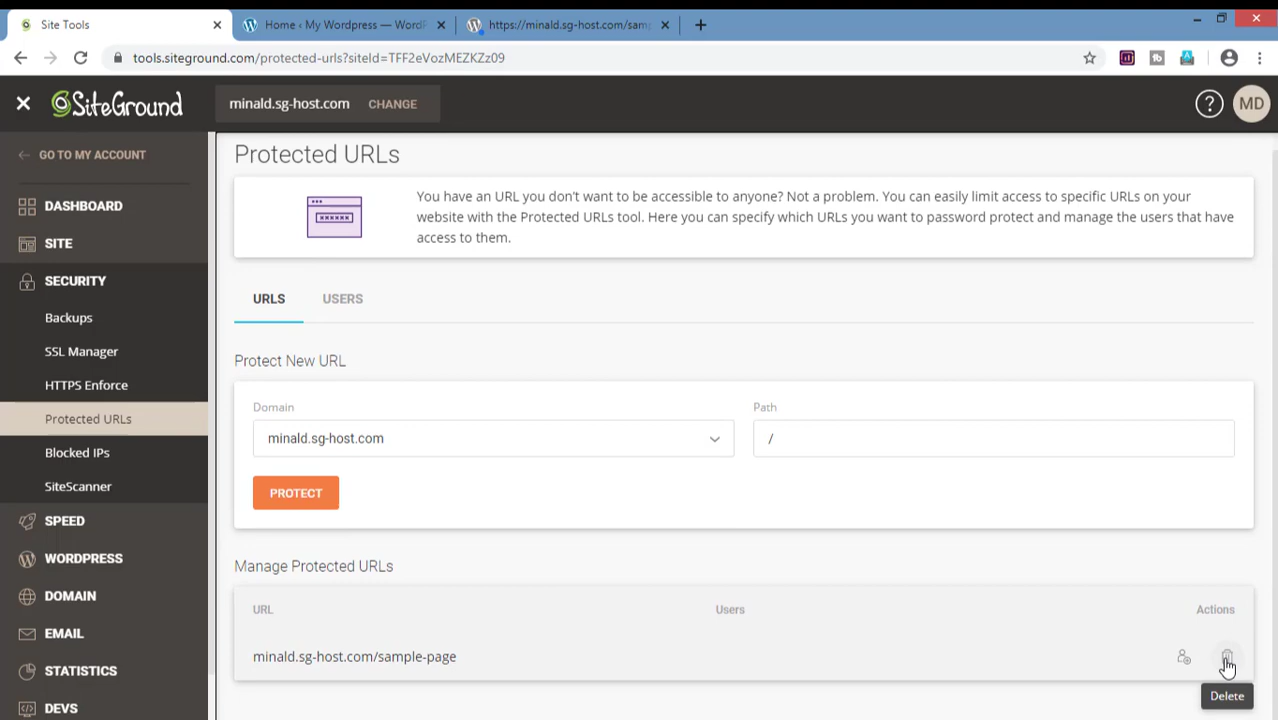 Site Tools
Home ‹ My Wordpress — WordP
https://minald.sg-host.com/samp
tools.siteground.com/protected-urls?siteId=TFF2eVozMEZKZz09
SiteGround
minald.sg-host.com CHANGE
? MD
GO TO MY ACCOUNT
DASHBOARD
SITE
SECURITY
Backups
SSL Manager
HTTPS Enforce
Protected URLs
Blocked IPs
SiteScanner
SPEED
WORDPRESS
DOMAIN
EMAIL
STATISTICS
DEVS
Protected URLs
You have an URL you don't want to be accessible to anyone? Not a problem. You can easily limit access to specific URLs on your
website with the Protected URLs tool. Here you can specify which URLs you want to password protect and manage the users that have
access to them.
URLS USERS
Protect New URL
Domain Path
minald.sg-host.com /
PROTECT
Manage Protected URLs
URL Users Actions
minald.sg-host.com/sample-page
Delete